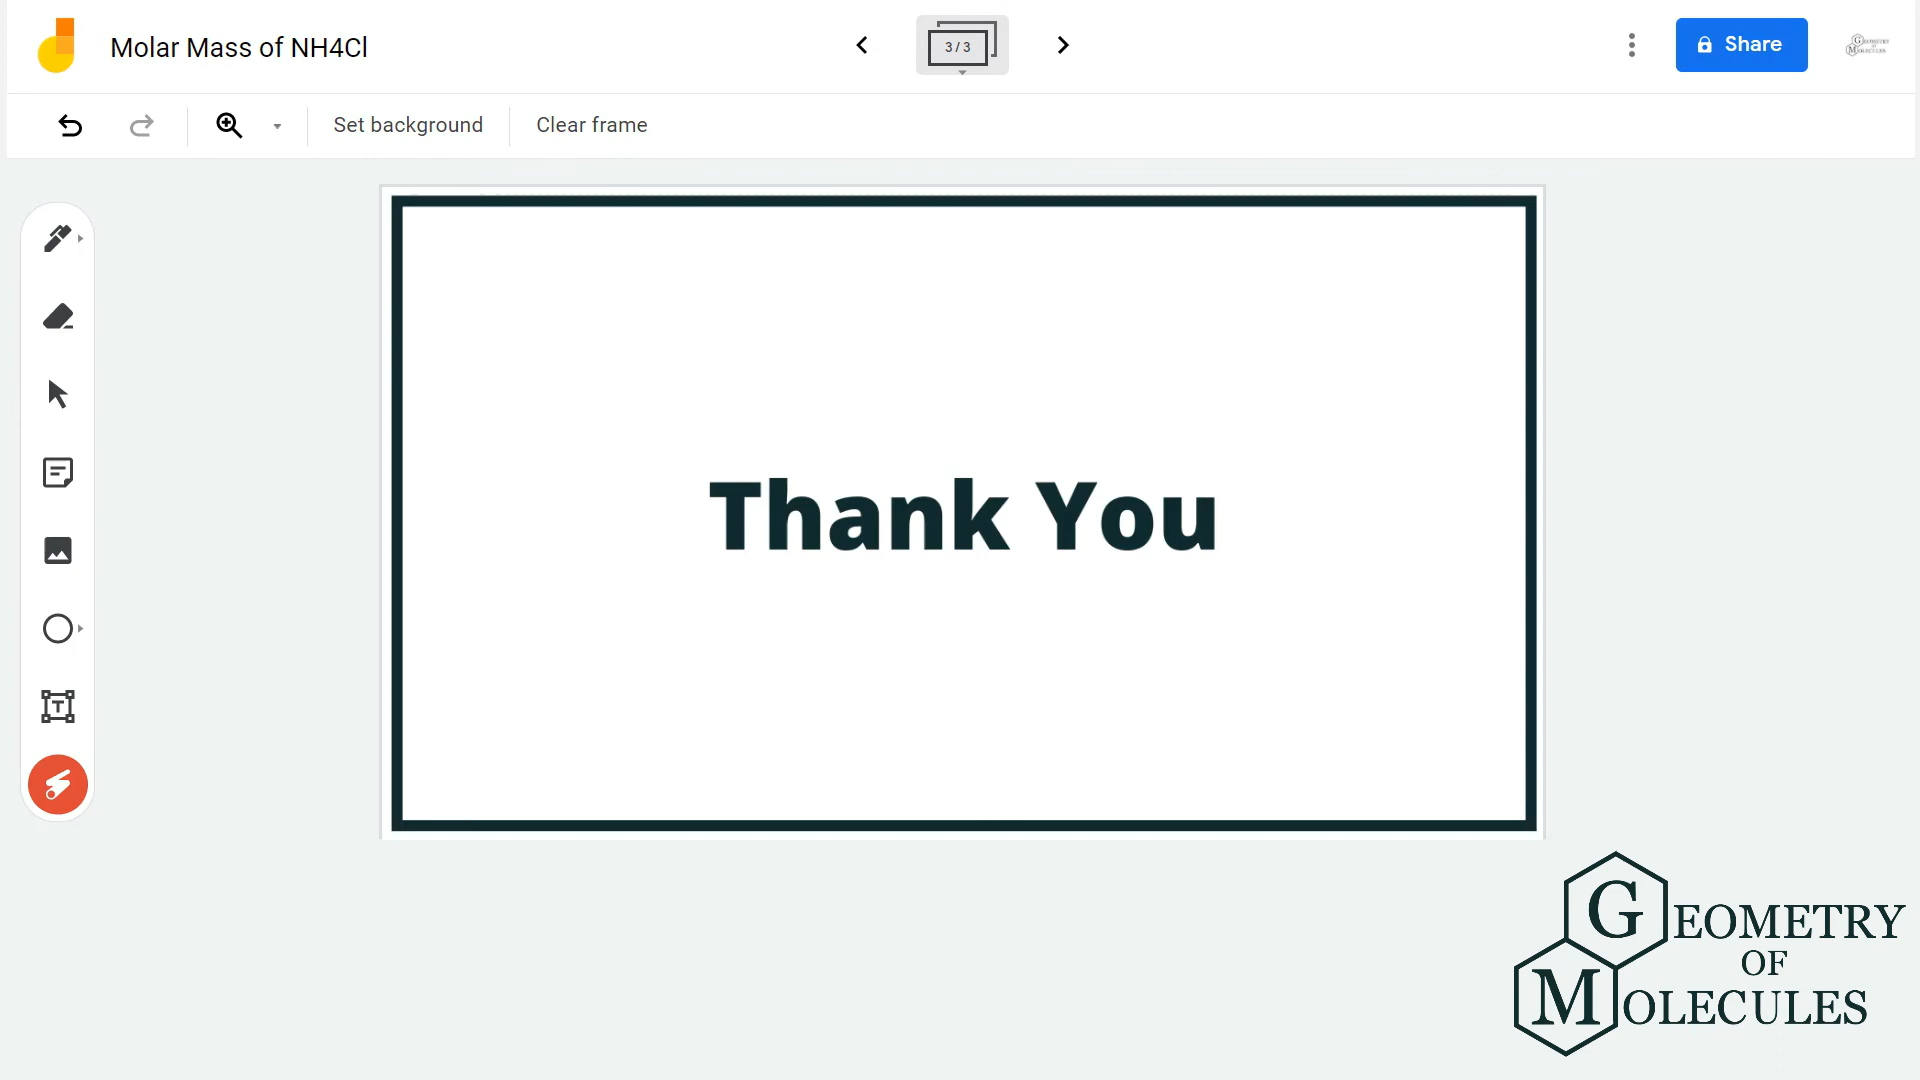 Molar Mass of NH4Cl
3 / 3
Share
Set background
Clear frame
Thank You
GEOMETRY
OF
MOLECULES